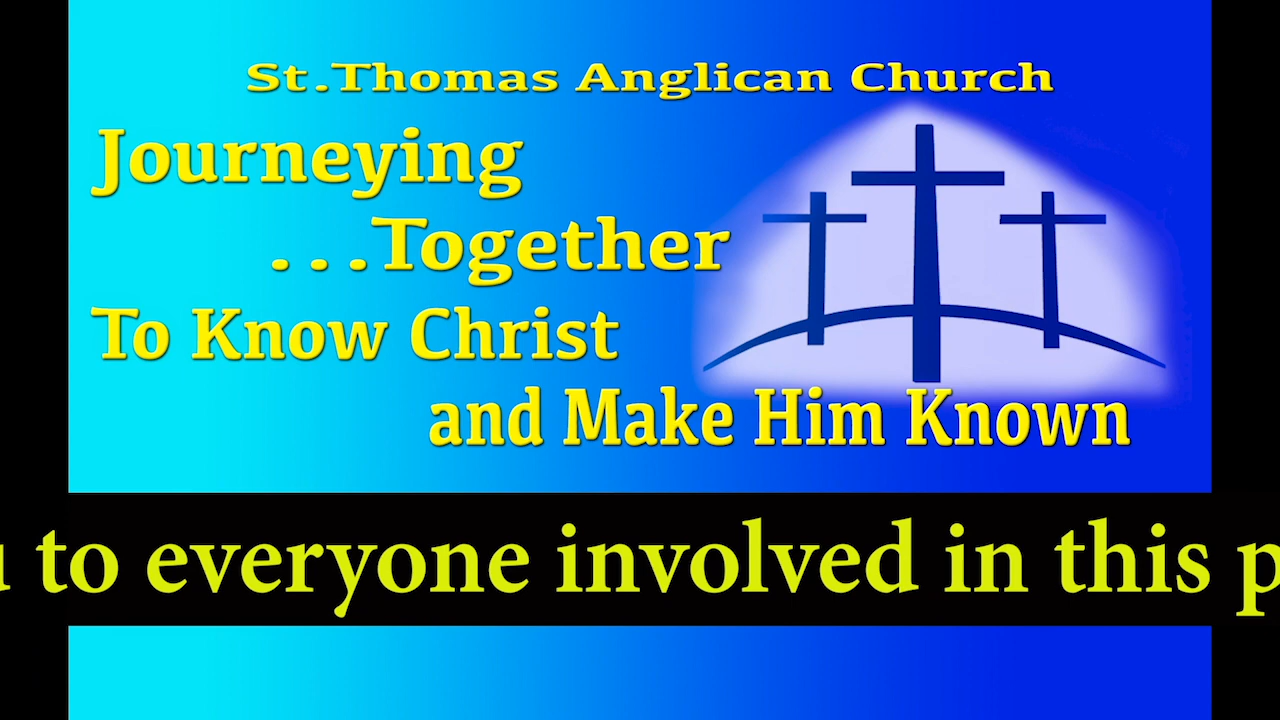 St.Thomas Anglican Church
Journeying
...Together
To Know Christ
and Make Him Known
to everyone involved in this